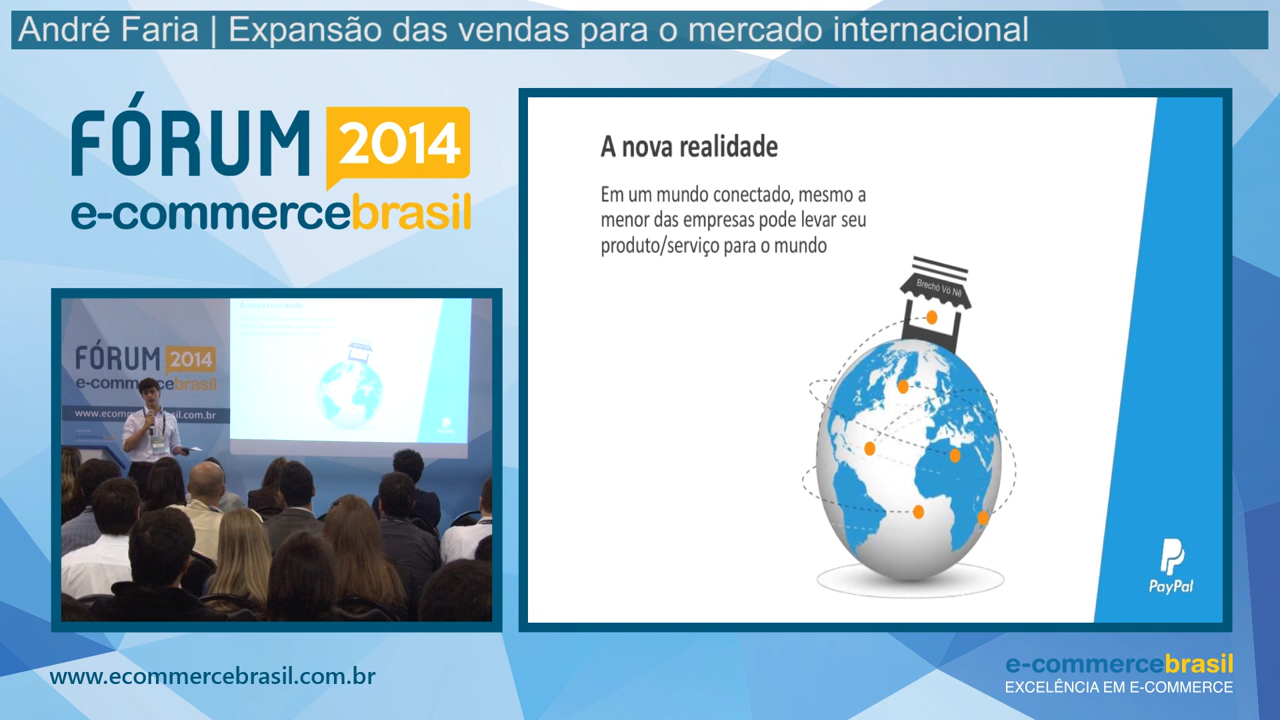 André Faria | Expansão das vendas para o mercado internacional
FÓRUM 2014
e-commercebrasil
A nova realidade
Em um mundo conectado, mesmo a
menor das empresas pode levar seu
produto/serviço para o mundo
Brechó Vó Nê
PayPal
A nova realidade
FÓRUM 2014
e-commercebrasil
www.ecommercebrasil.com.br
www.ecommercebrasil.com.br
e-commercebrasil
EXCELÊNCIA EM E-COMMERCE